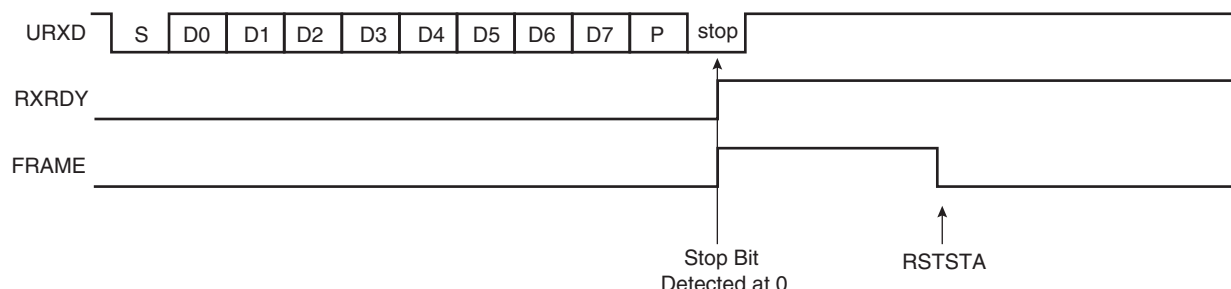 URXD S D0 D1 D2 D3 D4 D5 D6 D7 P stop
RXRDY
FRAME
Stop Bit
Detected at 0
RSTSTA